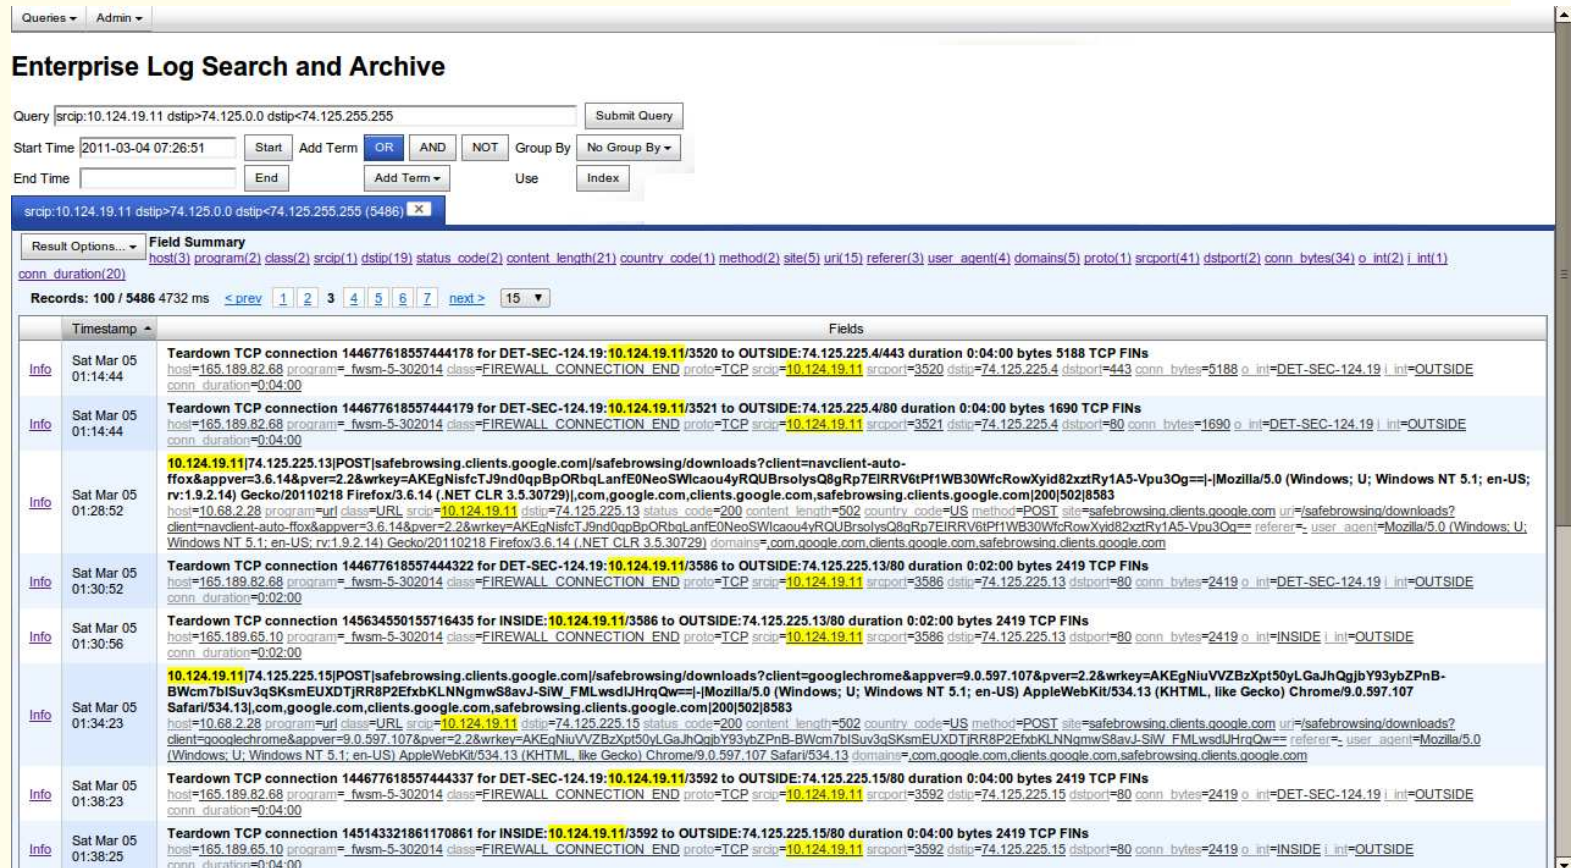 Queries Admin
Enterprise Log Search and Archive
Query srcip:10.124.19.11 dstip>74.125.0.0 dstip<74.125.255.255 Submit Query
Start Time 2011-03-04 07:26:51 Start Add Term OR AND NOT Group By No Group By
End Time End Add Term Use Index
srcip:10.124.19.11 dstip>74.125.0.0 dstip<74.125.255.255 (5486) X
Result Options... Field Summary
host(3) program(2) class(2) srcip(1) dstip(19) status_code(2) content_length(21) country_code(1) method(2) site(5) uri(15) referer(3) user_agent(4) domains(5) proto(1) srcport(41) dstport(2) conn_bytes(34) o_int(2) i_int(1)
conn_duration(20)
Records: 100 / 5486 4732 ms < prev 1 2 3 4 5 6 7 next > 15
Timestamp Fields
Teardown TCP connection 144677618557444178 for DET-SEC-124.19:10.124.19.11/3520 to OUTSIDE:74.125.225.4/443 duration 0:04:00 bytes 5188 TCP FINs
Info Sat Mar 05 01:14:44 host=165.189.82.68 program=_fwsm-5-302014 class=FIREWALL_CONNECTION_END proto=TCP srcip=10.124.19.11 srcport=3520 dstip=74.125.225.4 dstport=443 conn_bytes=5188 o_int=DET-SEC-124.19 i_int=OUTSIDE
conn_duration=0:04:00
Teardown TCP connection 144677618557444179 for DET-SEC-124.19:10.124.19.11/3521 to OUTSIDE:74.125.225.4/80 duration 0:04:00 bytes 1690 TCP FINs
Info Sat Mar 05 01:14:44 host=165.189.82.68 program=_fwsm-5-302014 class=FIREWALL_CONNECTION_END proto=TCP srcip=10.124.19.11 srcport=3521 dstip=74.125.225.4 dstport=80 conn_bytes=1690 o_int=DET-SEC-124.19 i_int=OUTSIDE
conn_duration=0:04:00
10.124.19.11|74.125.225.13|POST|safebrowsing.clients.google.com|/safebrowsing/downloads?client=navclient-auto-
ffox&appver=3.6.14&pver=2.2&wrkey=AKEgNisfcTJ9nd0qpBpORbqLanfE0NeoSWlcaou4yRQUBrsolysQ8gRp7EIRRV6tPf1WB30WfcRowXyid82xztRy1A5-Vpu3Og==|-|Mozilla/5.0 (Windows; U; Windows NT 5.1; en-US;
rv:1.9.2.14) Gecko/20110218 Firefox/3.6.14 (.NET CLR 3.5.30729)|,com,google.com,clients.google.com,safebrowsing.clients.google.com|200|502|8583
Info Sat Mar 05 01:28:52 host=10.68.2.28 program=url class=URL srcip=10.124.19.11 dstip=74.125.225.13 status_code=200 content_length=502 country_code=US method=POST site=safebrowsing.clients.google.com uri=/safebrowsing/downloads?
client=navclient-auto-ffox&appver=3.6.14&pver=2.2&wrkey=AKEgNisfcTJ9nd0qpBpORbqLanfE0NeoSWlcaou4yRQUBrsolysQ8gRp7EIRRV6tPf1WB30WfcRowXyid82xztRy1A5-Vpu3Og== referer=- user_agent=Mozilla/5.0 (Windows; U;
Windows NT 5.1; en-US; rv:1.9.2.14) Gecko/20110218 Firefox/3.6.14 (.NET CLR 3.5.30729) domains=,com,google.com,clients.google.com,safebrowsing.clients.google.com
Teardown TCP connection 144677618557444322 for DET-SEC-124.19:10.124.19.11/3586 to OUTSIDE:74.125.225.13/80 duration 0:02:00 bytes 2419 TCP FINs
Info Sat Mar 05 01:30:52 host=165.189.82.68 program=_fwsm-5-302014 class=FIREWALL_CONNECTION_END proto=TCP srcip=10.124.19.11 srcport=3586 dstip=74.125.225.13 dstport=80 conn_bytes=2419 o_int=DET-SEC-124.19 i_int=OUTSIDE
conn_duration=0:02:00
Teardown TCP connection 145634550155716435 for INSIDE:10.124.19.11/3586 to OUTSIDE:74.125.225.13/80 duration 0:02:00 bytes 2419 TCP FINs
Info Sat Mar 05 01:30:56 host=165.189.65.10 program=_fwsm-5-302014 class=FIREWALL_CONNECTION_END proto=TCP srcip=10.124.19.11 srcport=3586 dstip=74.125.225.13 dstport=80 conn_bytes=2419 o_int=INSIDE i_int=OUTSIDE
conn_duration=0:02:00
10.124.19.11|74.125.225.15|POST|safebrowsing.clients.google.com|/safebrowsing/downloads?client=googlechrome&appver=9.0.597.107&pver=2.2&wrkey=AKEgNiuVVZBzXpt50yLGaJhQgjbY93ybZPnB-
BWcm7blSuv3qSKsmEUXDTjRR8P2EfxbKLNNgmwS8avJ-SiW_FMLwsdlJHrqQw==|-|Mozilla/5.0 (Windows; U; Windows NT 5.1; en-US) AppleWebKit/534.13 (KHTML, like Gecko) Chrome/9.0.597.107
Safari/534.13|,com,google.com,clients.google.com,safebrowsing.clients.google.com|200|502|8583
Info Sat Mar 05 01:34:23 host=10.68.2.28 program=url class=URL srcip=10.124.19.11 dstip=74.125.225.15 status_code=200 content_length=502 country_code=US method=POST site=safebrowsing.clients.google.com uri=/safebrowsing/downloads?
client=googlechrome&appver=9.0.597.107&pver=2.2&wrkey=AKEgNiuVVZBzXpt50yLGaJhQgjbY93ybZPnB-BWcm7blSuv3qSKsmEUXDTjRR8P2EfxbKLNNgmwS8avJ-SiW_FMLwsdlJHrqQw== referer=- user_agent=Mozilla/5.0
(Windows; U; Windows NT 5.1; en-US) AppleWebKit/534.13 (KHTML, like Gecko) Chrome/9.0.597.107 Safari/534.13 domains=,com,google.com,clients.google.com,safebrowsing.clients.google.com
Teardown TCP connection 144677618557444337 for DET-SEC-124.19:10.124.19.11/3592 to OUTSIDE:74.125.225.15/80 duration 0:04:00 bytes 2419 TCP FINs
Info Sat Mar 05 01:38:23 host=165.189.82.68 program=_fwsm-5-302014 class=FIREWALL_CONNECTION_END proto=TCP srcip=10.124.19.11 srcport=3592 dstip=74.125.225.15 dstport=80 conn_bytes=2419 o_int=DET-SEC-124.19 i_int=OUTSIDE
conn_duration=0:04:00
Teardown TCP connection 145143321861170861 for INSIDE:10.124.19.11/3592 to OUTSIDE:74.125.225.15/80 duration 0:04:00 bytes 2419 TCP FINs
Info Sat Mar 05 01:38:25 host=165.189.65.10 program=_fwsm-5-302014 class=FIREWALL_CONNECTION_END proto=TCP srcip=10.124.19.11 srcport=3592 dstip=74.125.225.15 dstport=80 conn_bytes=2419 o_int=INSIDE i_int=OUTSIDE
conn_duration=0:04:00